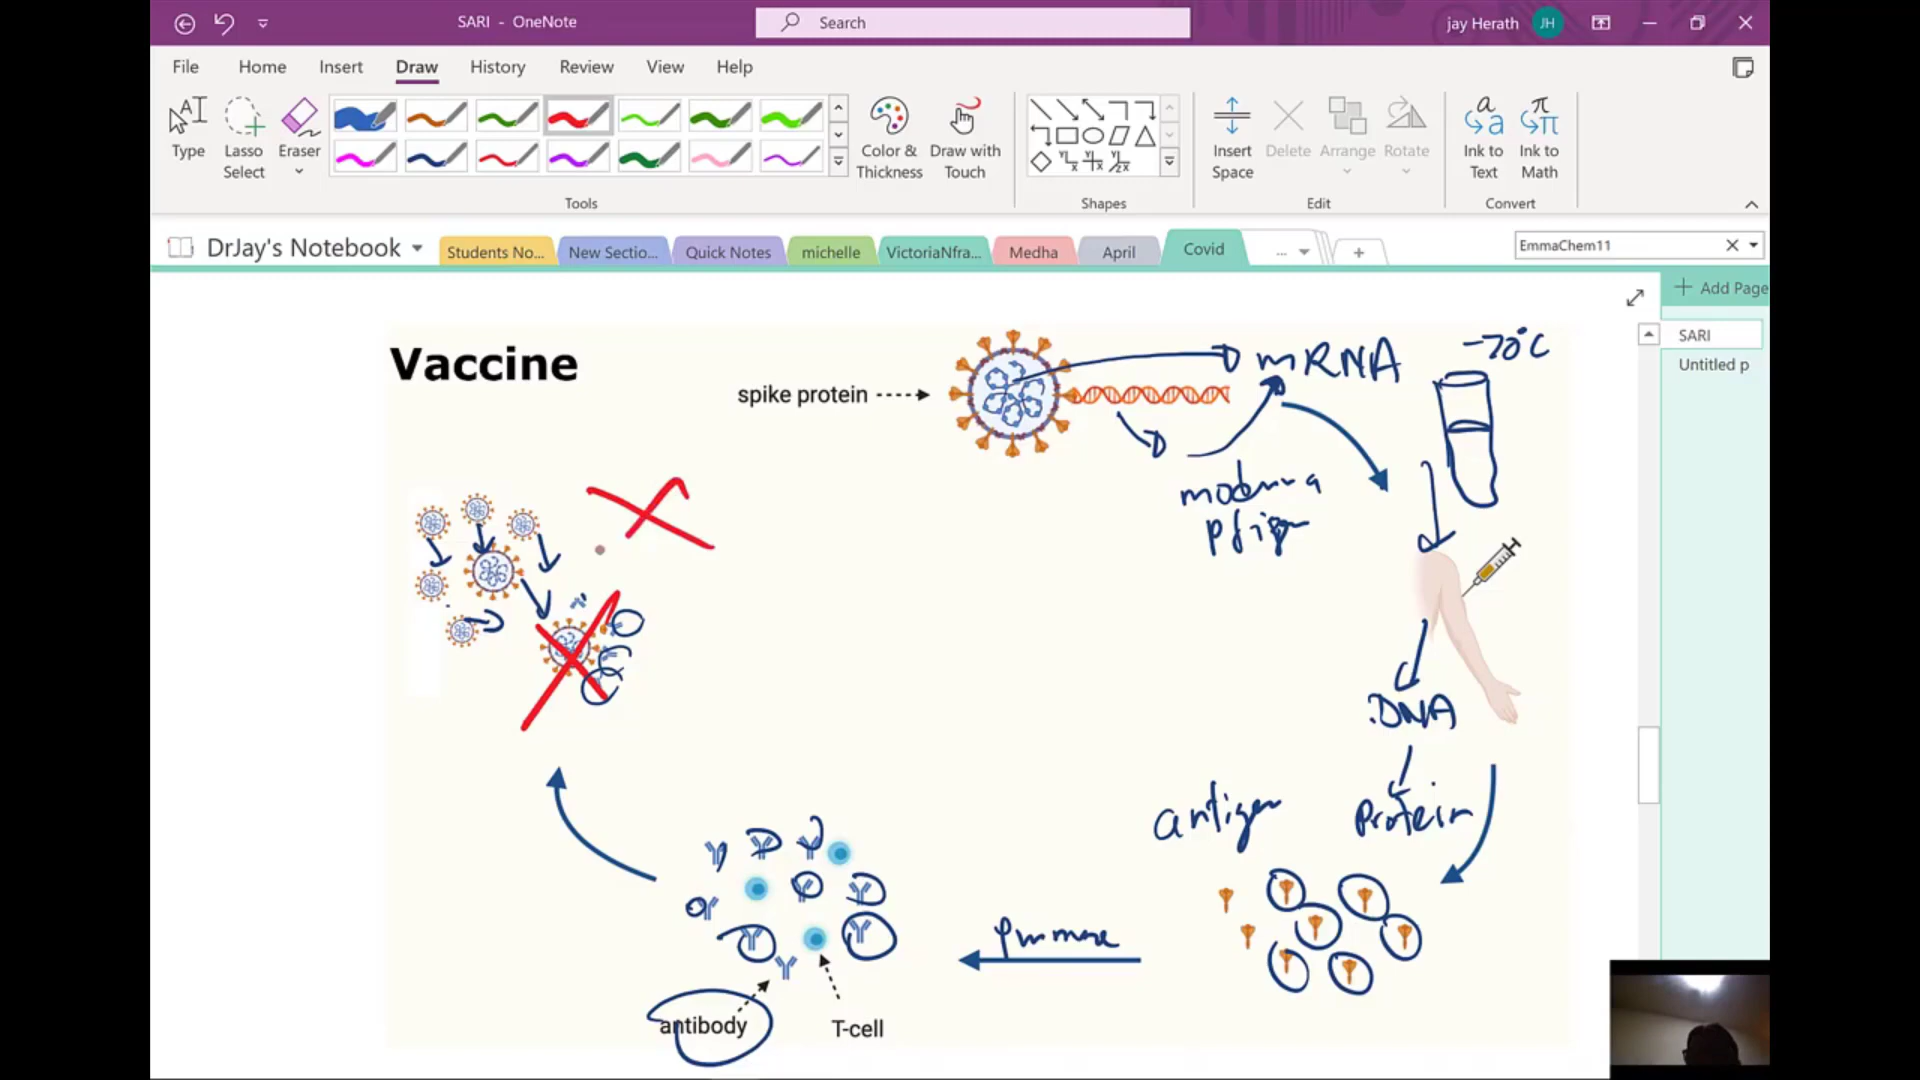 SARI - OneNote
Search
jay Herath
JH
File
Home
Insert
Draw
History
Review
View
Help
Type
Lasso Select
Eraser
Color & Thickness
Draw with Touch
Insert Space
Delete
Arrange
Rotate
Ink to Text
Ink to Math
Tools
Shapes
Edit
Convert
DrJay's Notebook
Students No...
New Sectio...
Quick Notes
michelle
VictoriaNfra...
Medha
April
Covid
...
EmmaChem11
Add Page
SARI
Untitled p
Vaccine
spike protein
mRNA
-70°C
moderna
pfizer
DNA
antigen
Protein
Immune
antibody
T-cell